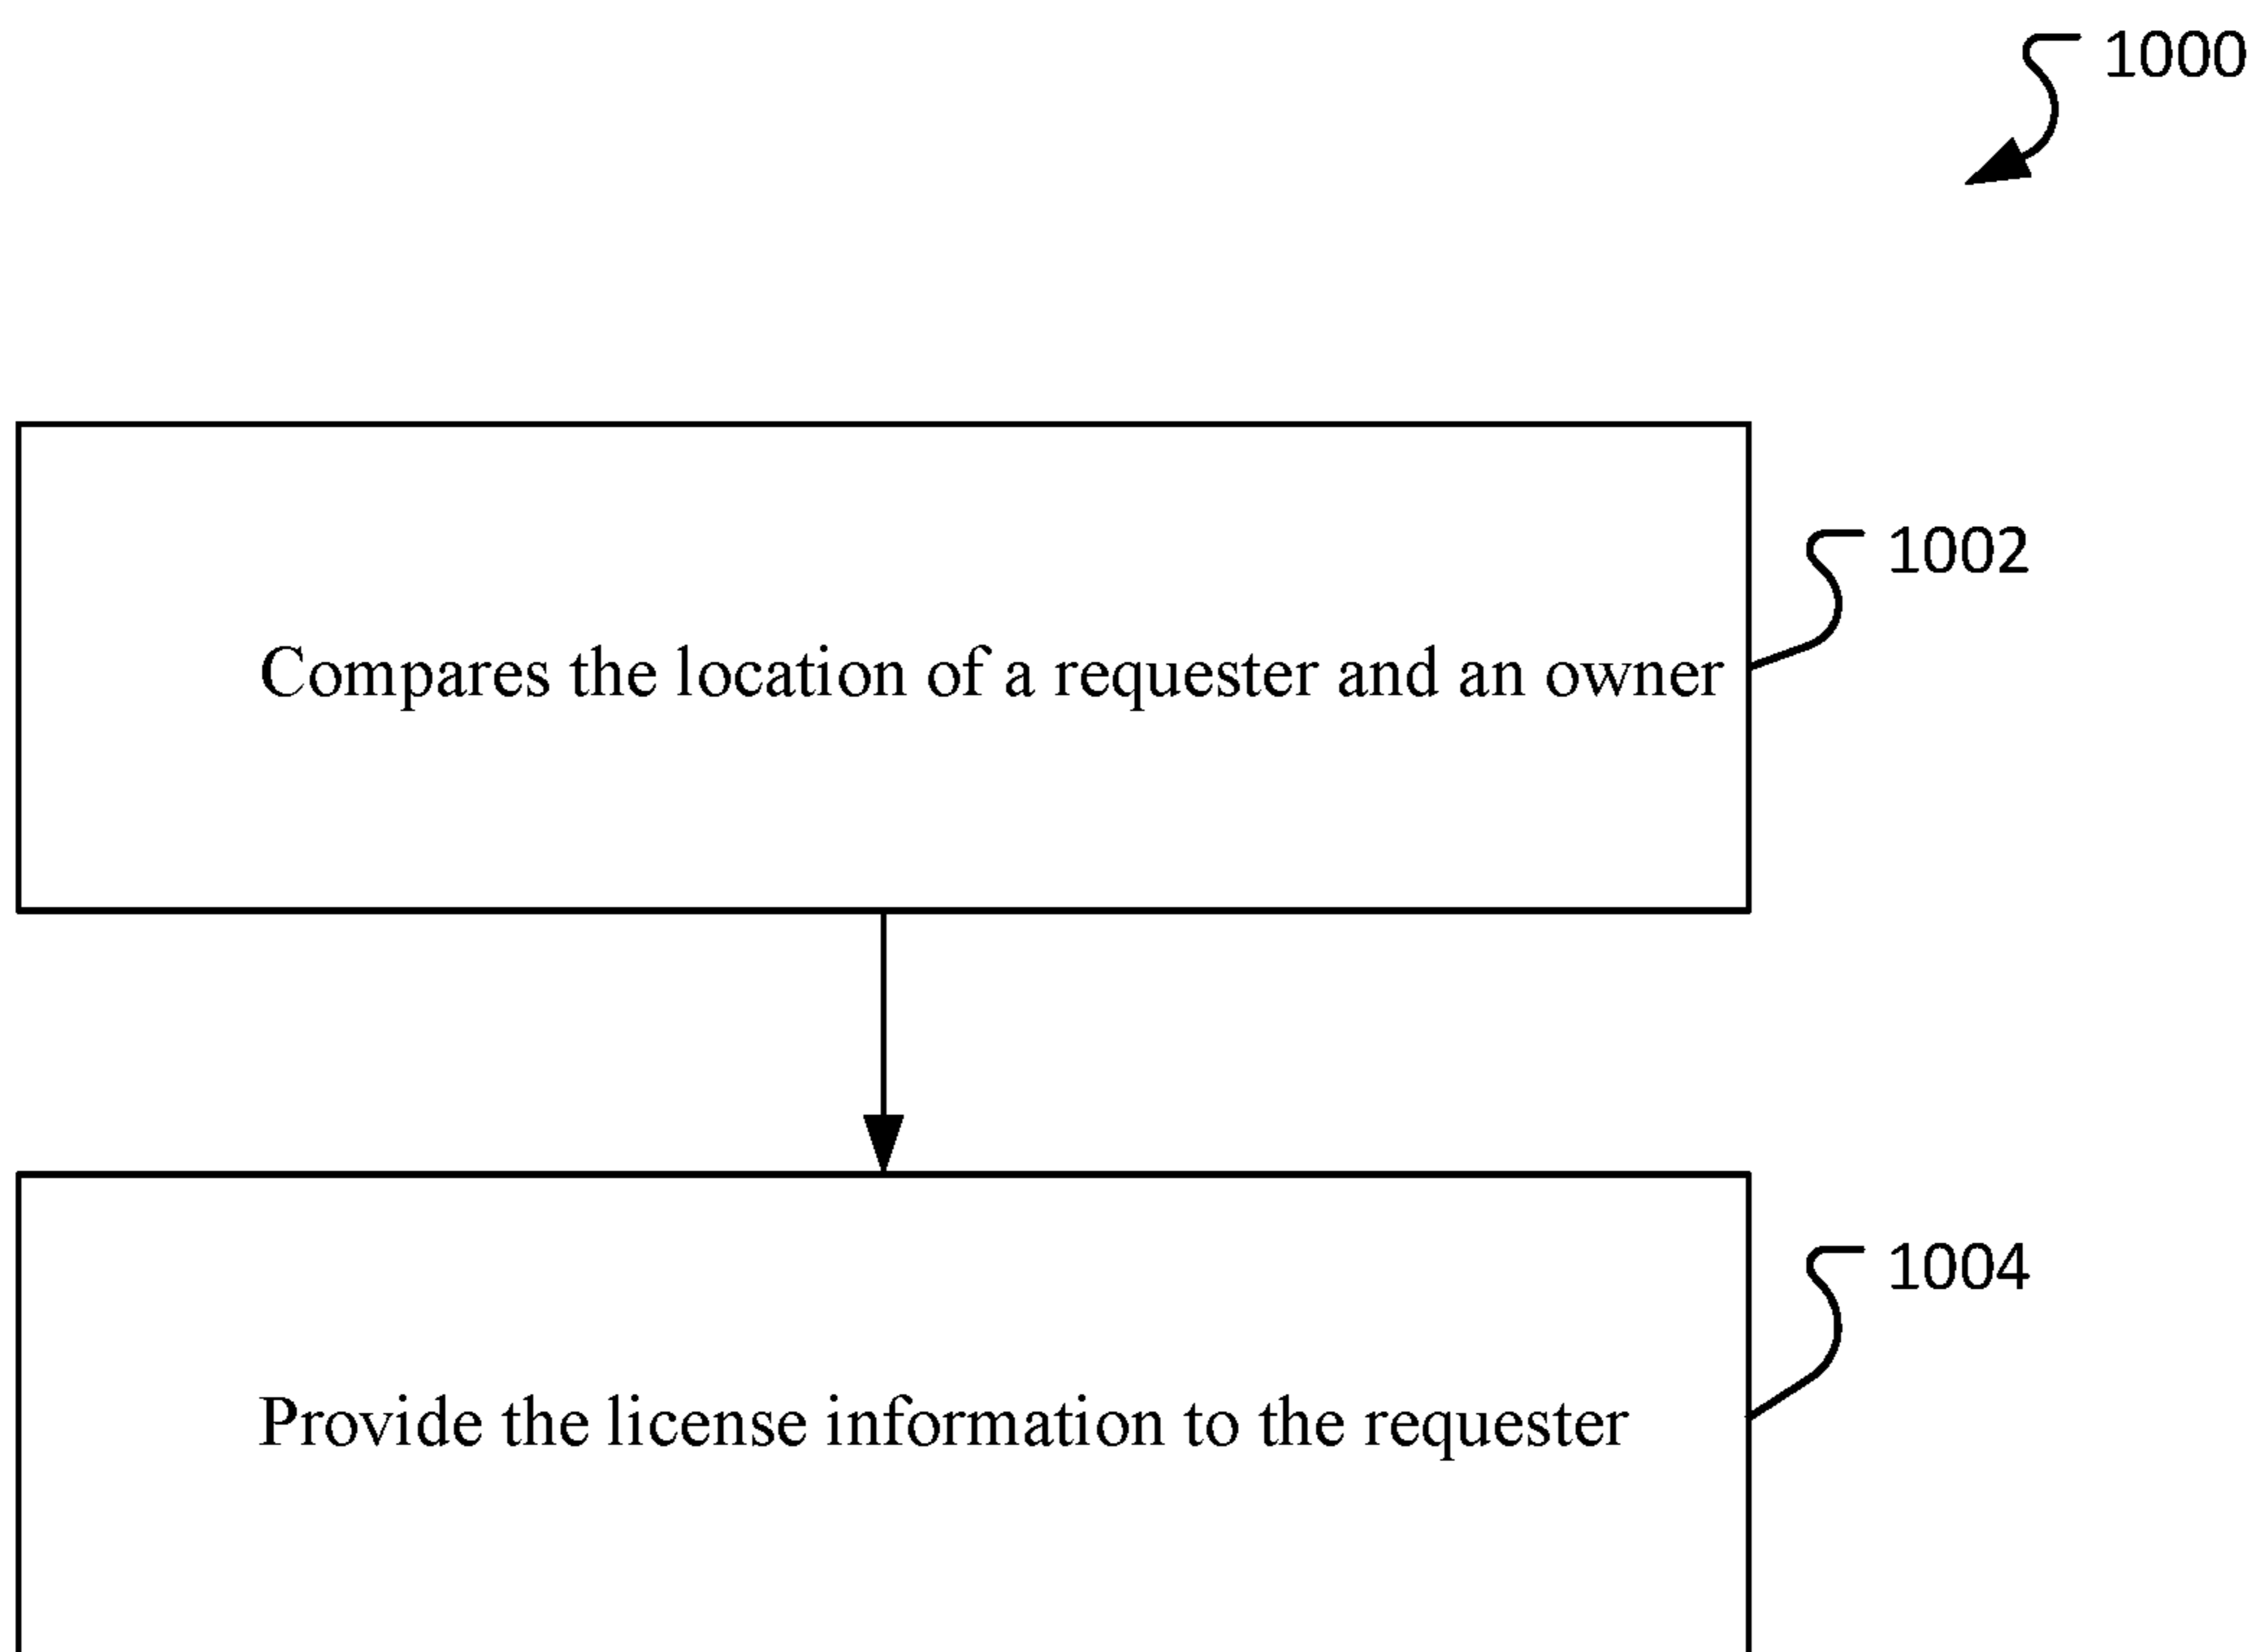 1000
1002
Compares the location of a requester and an owner
1004
Provide the license information to the requester